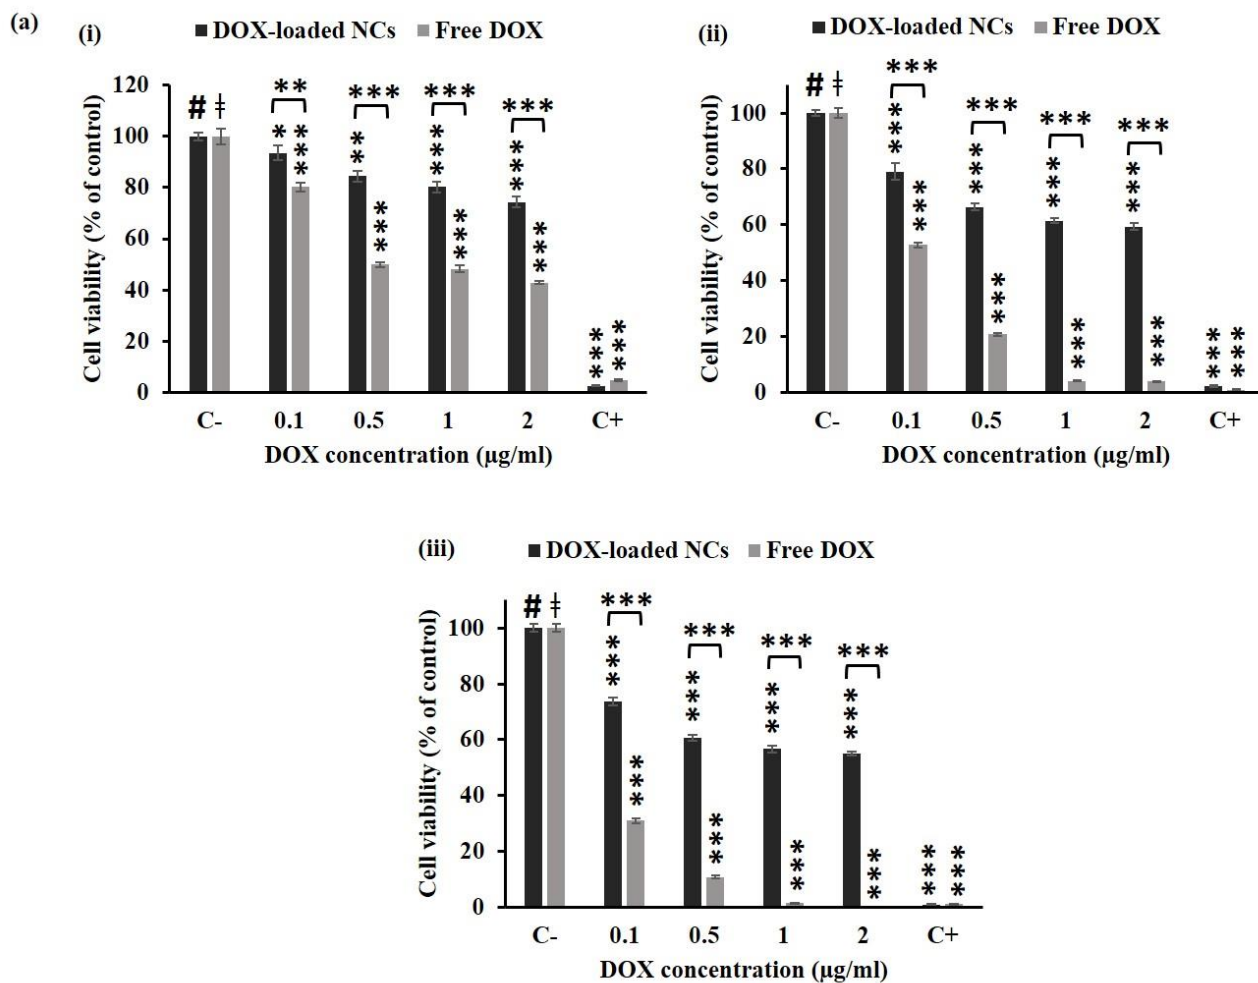 (a)
(i)
DOX-loaded NCs Free DOX
Cell viability (% of control)
120
100
80
60
40
20
0
# ‡
** *** *** ***
* *** ** *** *** *** *** *** *** ***
C- 0.1 0.5 1 2 C+
DOX concentration (µg/ml)
(ii)
DOX-loaded NCs Free DOX
Cell viability (% of control)
100
80
60
40
20
0
# ‡
*** *** *** ***
*** *** *** *** *** *** *** *** *** ***
C- 0.1 0.5 1 2 C+
DOX concentration (µg/ml)
(iii)
DOX-loaded NCs Free DOX
Cell viability (% of control)
100
80
60
40
20
0
# ‡
*** *** *** ***
*** *** *** *** *** *** *** *** *** ***
C- 0.1 0.5 1 2 C+
DOX concentration (µg/ml)